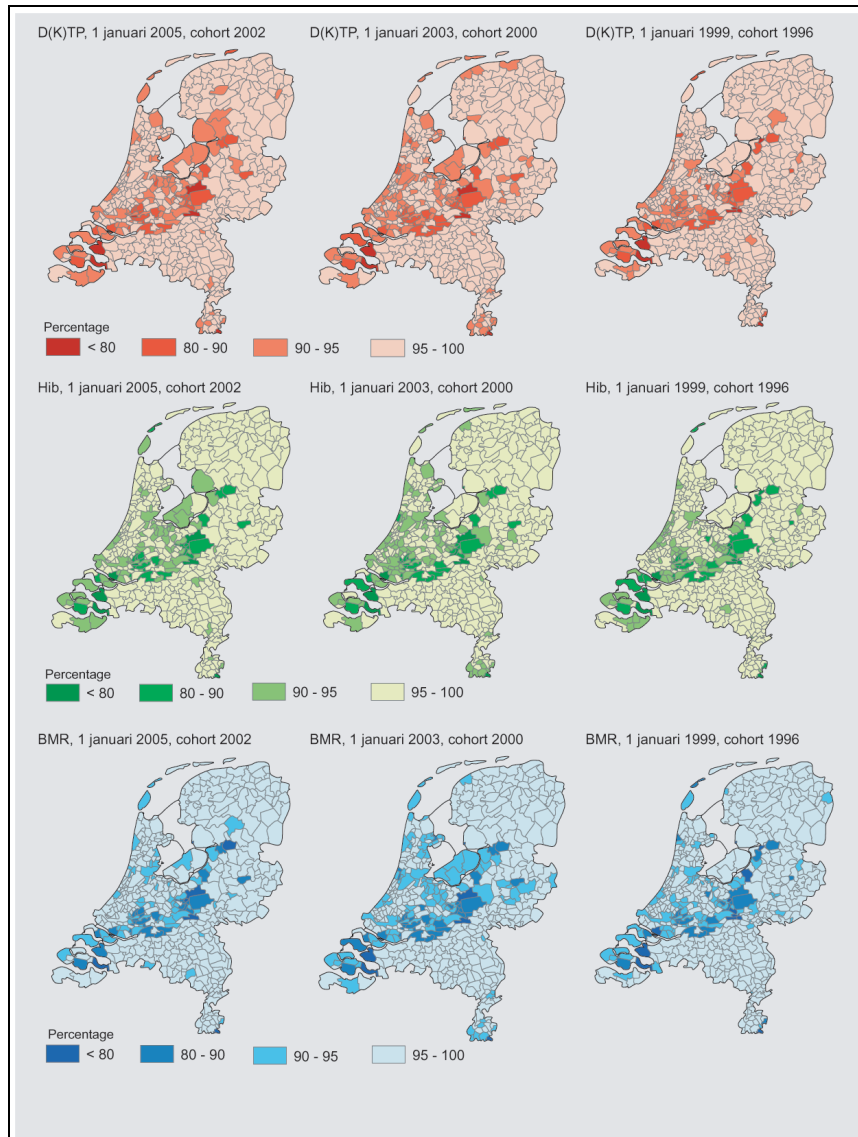 D(K)TP, 1 januari 2005, cohort 2002
D(K)TP, 1 januari 2003, cohort 2000
D(K)TP, 1 januari 1999, cohort 1996
Percentage
< 80
80 - 90
90 - 95
95 - 100
Hib, 1 januari 2005, cohort 2002
Hib, 1 januari 2003, cohort 2000
Hib, 1 januari 1999, cohort 1996
Percentage
< 80
80 - 90
90 - 95
95 - 100
BMR, 1 januari 2005, cohort 2002
BMR, 1 januari 2003, cohort 2000
BMR, 1 januari 1999, cohort 1996
Percentage
< 80
80 - 90
90 - 95
95 - 100